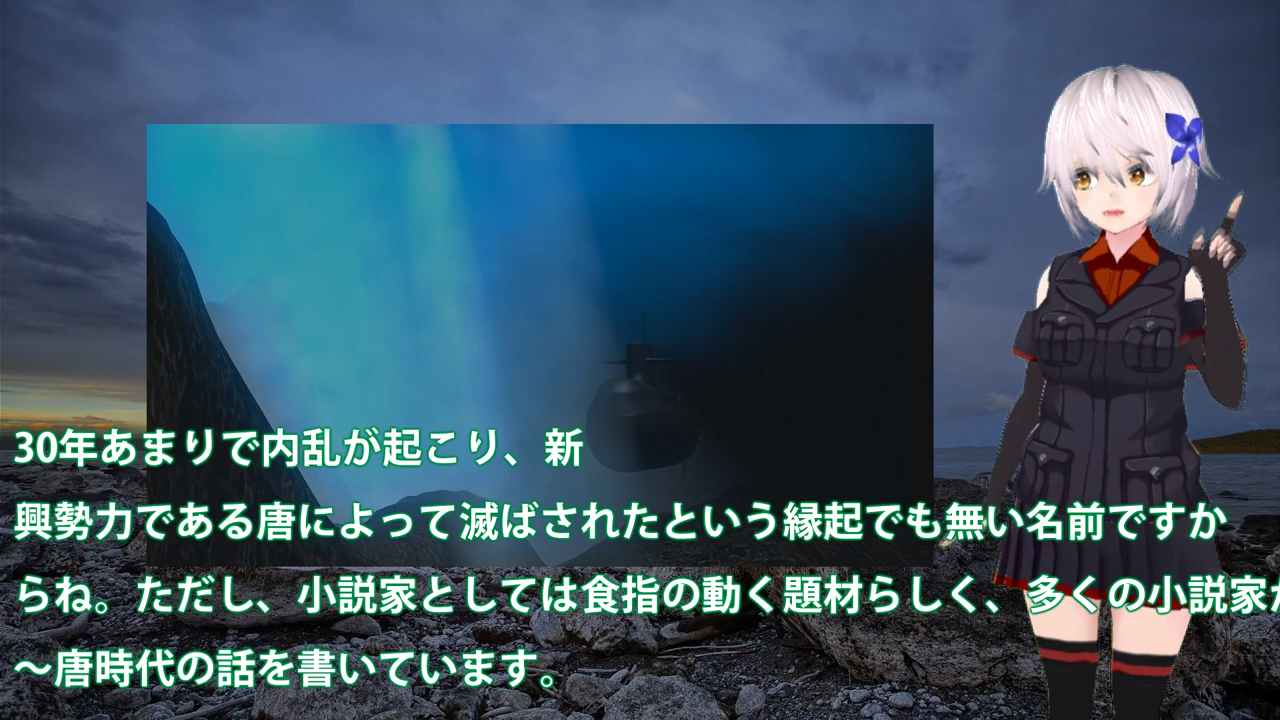 30年あまりで内乱が起こり、新
興勢力である唐によって滅ばされたという縁起でも無い名前ですか
らね。ただし、小説家としては食指の動く題材らしく、多くの小説家が
～唐時代の話を書いています。